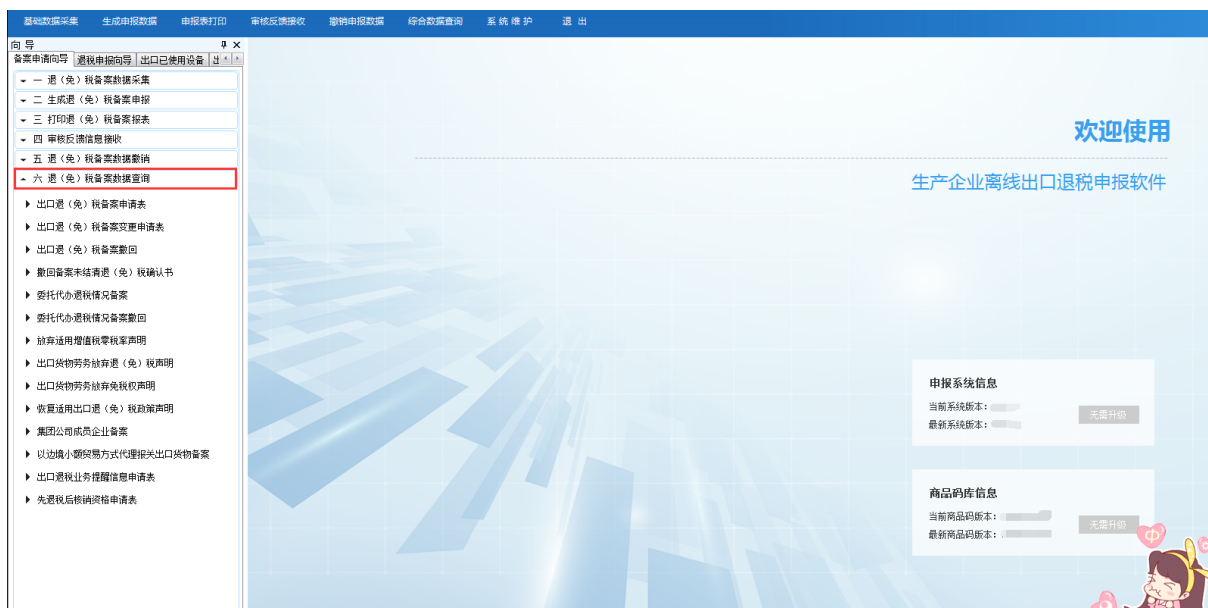 基础数据采集 生成申报数据 申报表打印 审核反馈接收 撤销申报数据 综合数据查询 系统维护 退出
向导
备案申请向导 退税申报向导 出口已使用设备 出
一 退（免）税备案数据采集
二 生成退（免）税备案申报
三 打印退（免）税备案报表
四 审核反馈信息接收
五 退（免）税备案数据撤销
六 退（免）税备案数据查询
出口退（免）税备案申请表
出口退（免）税备案变更申请表
出口退（免）税备案撤回
撤回备案未结清退（免）税确认书
委托代办退税情况备案
委托代办退税情况备案撤回
放弃适用增值税零税率声明
出口货物劳务放弃退（免）税声明
出口货物劳务放弃免税权声明
恢复适用出口退（免）税政策声明
集团公司成员企业备案
以边境小额贸易方式代理报关出口货物备案
出口退税业务提醒信息申请表
先退税后核销资格申请表
欢迎使用
生产企业离线出口退税申报软件
申报系统信息
当前系统版本：
最新系统版本：
无需升级
商品码库信息
当前商品码版本：
最新商品码版本：
无需升级
中